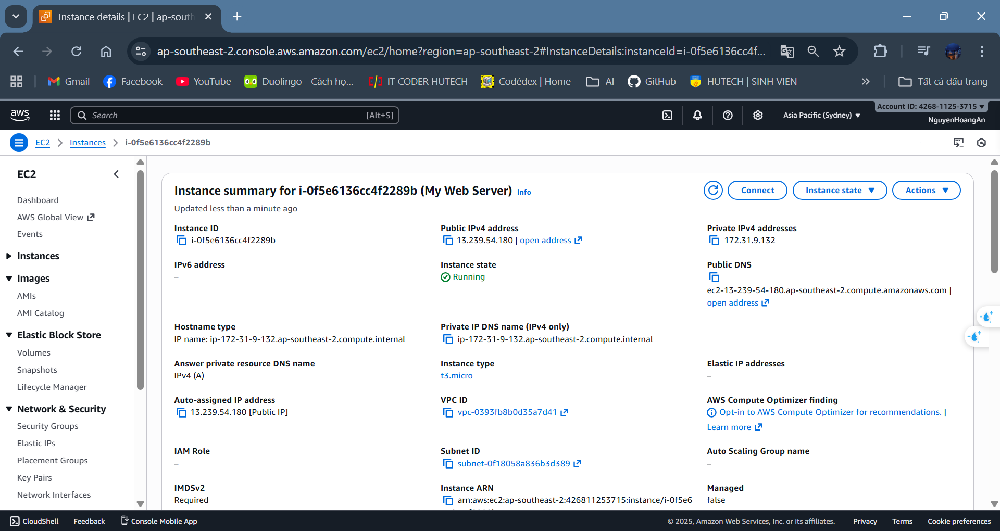 Instance details | EC2 | ap-south
ap-southeast-2.console.aws.amazon.com/ec2/home?region=ap-southeast-2#InstanceDetails:instanceId=i-0f5e6136cc4f...
Gmail
Facebook
YouTube
Duolingo - Cách họ...
IT CODER HUTECH
Codédex | Home
AI
GitHub
HUTECH | SINH VIEN
Tất cả dấu trang
aws
Search
[Alt+S]
Asia Pacific (Sydney)
Account ID: 4268-1125-3715
NguyenHoangAn
EC2
Instances
i-0f5e6136cc4f2289b
EC2
Dashboard
AWS Global View
Events
Instances
Images
AMIs
AMI Catalog
Elastic Block Store
Volumes
Snapshots
Lifecycle Manager
Network & Security
Security Groups
Elastic IPs
Placement Groups
Key Pairs
Network Interfaces
Instance summary for i-0f5e6136cc4f2289b (My Web Server) Info
Updated less than a minute ago
Connect
Instance state
Actions
Instance ID
i-0f5e6136cc4f2289b
Public IPv4 address
13.239.54.180 | open address
Private IPv4 addresses
172.31.9.132
IPv6 address
–
Instance state
Running
Public DNS
ec2-13-239-54-180.ap-southeast-2.compute.amazonaws.com |
open address
Hostname type
IP name: ip-172-31-9-132.ap-southeast-2.compute.internal
Private IP DNS name (IPv4 only)
ip-172-31-9-132.ap-southeast-2.compute.internal
Answer private resource DNS name
IPv4 (A)
Instance type
t3.micro
Elastic IP addresses
–
Auto-assigned IP address
13.239.54.180 [Public IP]
VPC ID
vpc-0393fb8b0d35a7d41
AWS Compute Optimizer finding
Opt-in to AWS Compute Optimizer for recommendations. |
Learn more
IAM Role
–
Subnet ID
subnet-0f18058a836b3d389
Auto Scaling Group name
–
IMDSv2
Required
Instance ARN
arn:aws:ec2:ap-southeast-2:426811253715:instance/i-0f5e6
Managed
false
CloudShell
Feedback
Console Mobile App
© 2025, Amazon Web Services, Inc. or its affiliates.
Privacy
Terms
Cookie preferences